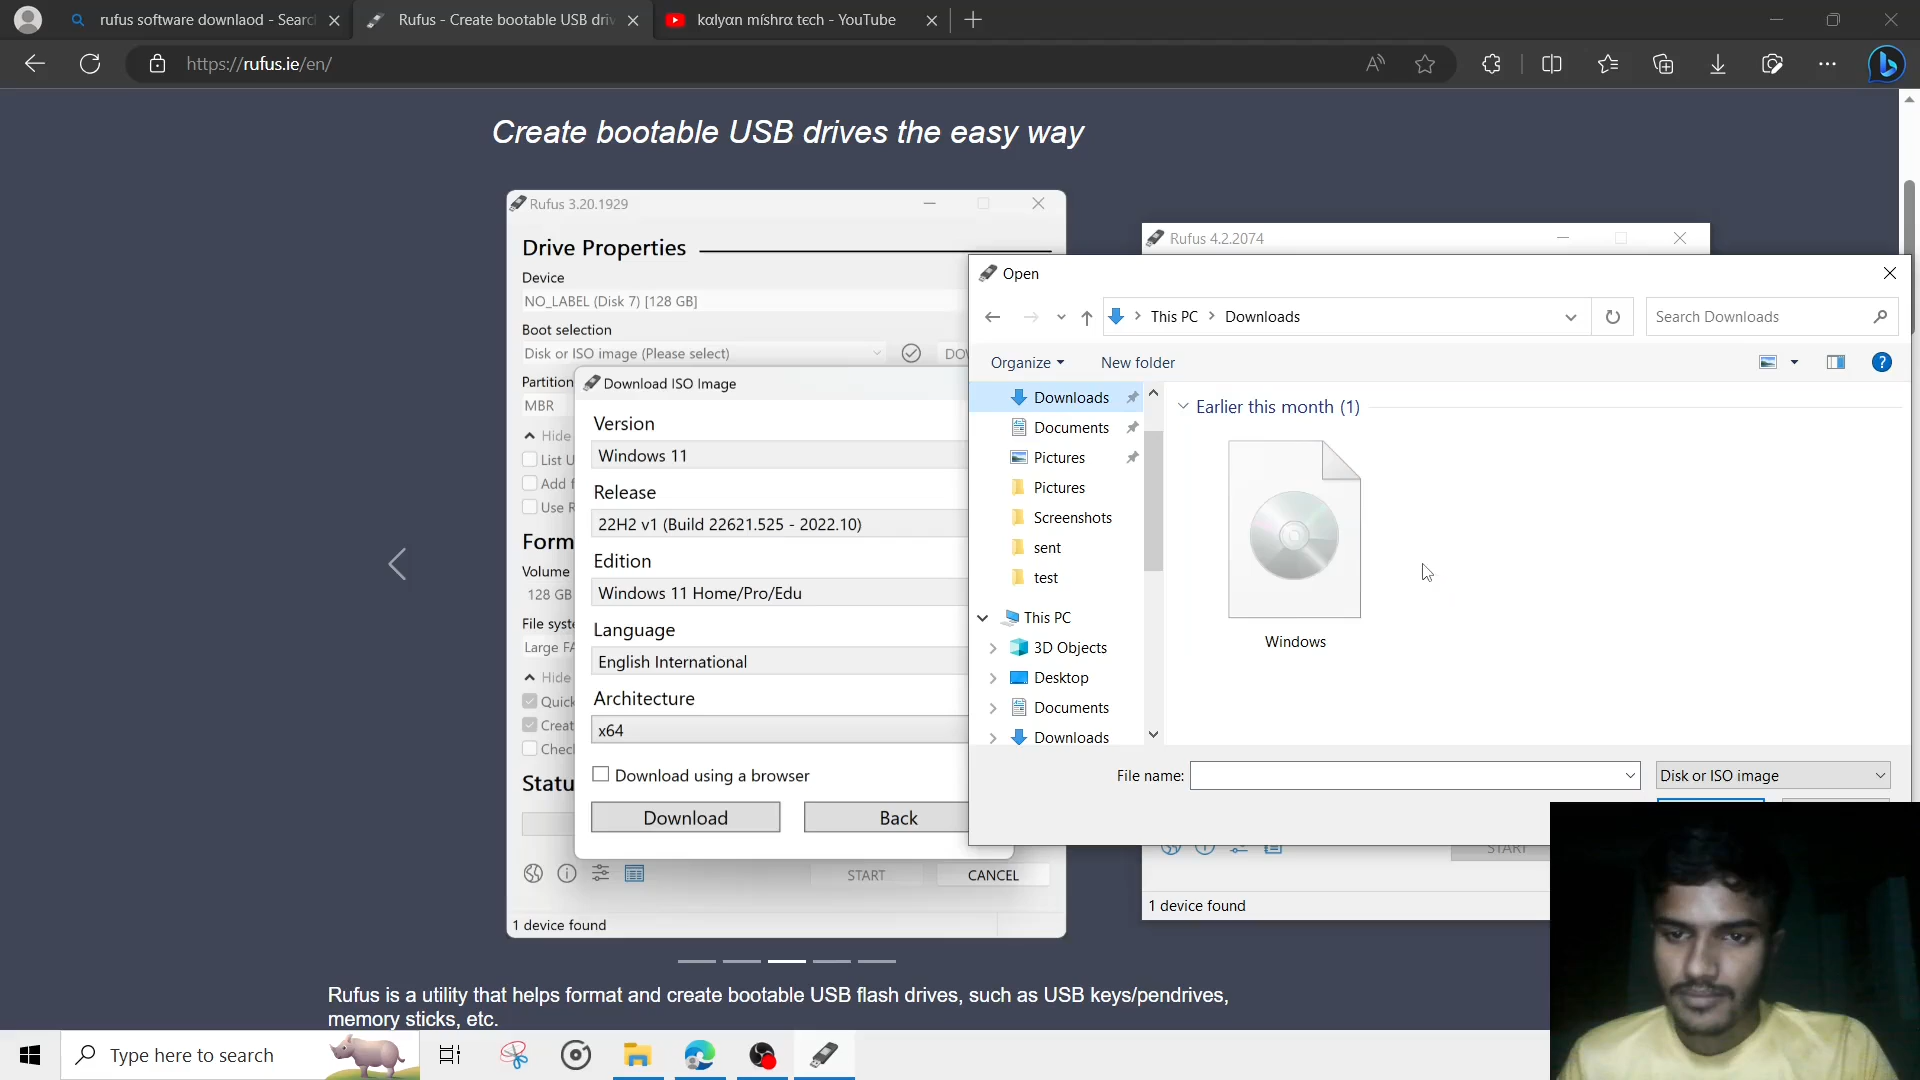 rufus software downlaod - Searc
Rufus - Create bootable USB driv
kαlyαn míshrα tєch - YouTube
https://rufus.ie/en/
Create bootable USB drives the easy way
Rufus 3.20.1929
Drive Properties
Device
NO_LABEL (Disk 7) [128 GB]
Boot selection
Disk or ISO image (Please select)
Partition
MBR
Hide
List U
Add f
Use R
Form
Volume
128 GB
File syste
Large FA
Hide
Quick
Creat
Chec
Statu
START
CANCEL
1 device found
Download ISO Image
Version
Windows 11
Release
22H2 v1 (Build 22621.525 - 2022.10)
Edition
Windows 11 Home/Pro/Edu
Language
English International
Architecture
x64
Download using a browser
Download
Back
Rufus 4.2.2074
Open
This PC
Downloads
Search Downloads
Organize
New folder
Downloads
Documents
Pictures
Pictures
Screenshots
sent
test
This PC
3D Objects
Desktop
Documents
Downloads
Earlier this month (1)
Windows
File name:
Disk or ISO image
START
1 device found
Rufus is a utility that helps format and create bootable USB flash drives, such as USB keys/pendrives,
memory sticks, etc.
Type here to search